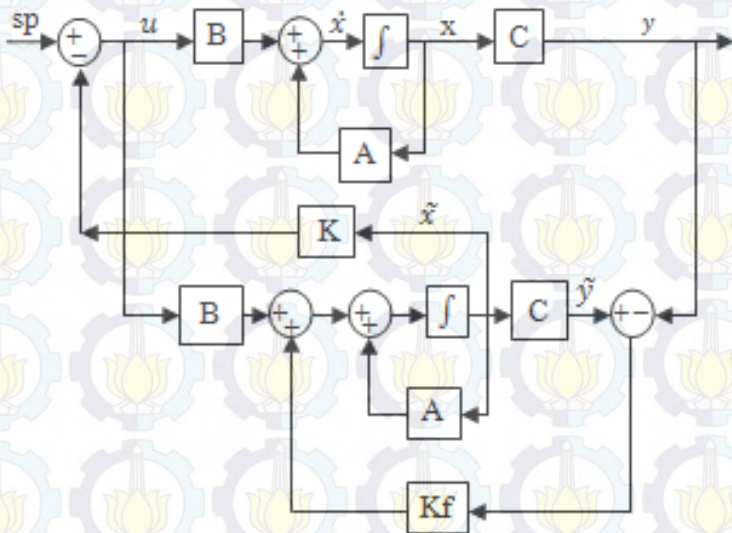 sp + − u B + + ẋ ∫ x C y
A
K x̃
B + + + + ∫ C ỹ + −
A
Kf